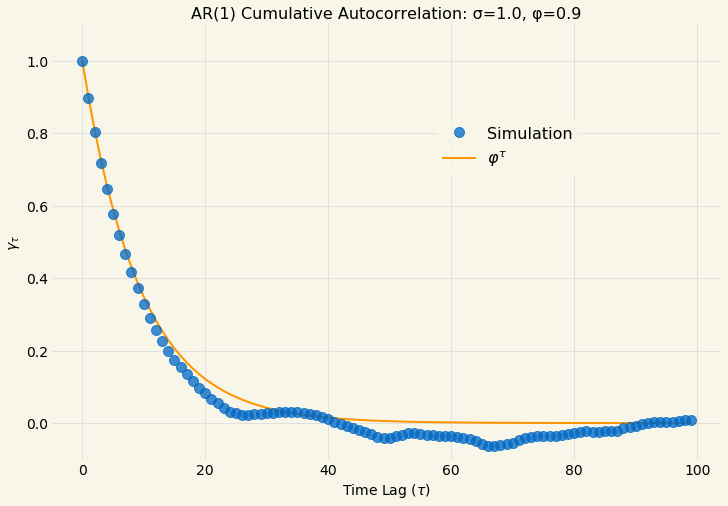 AR(1) Cumulative Autocorrelation: σ=1.0, φ=0.9
1.0
0.8
0.6
0.4
0.2
0.0
γτ
Simulation
φ^τ
0 20 40 60 80 100
Time Lag (τ)